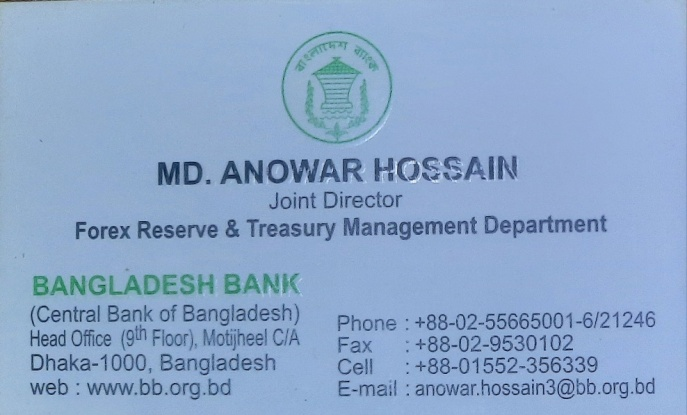 বাংলাদেশ ব্যাংক
MD. ANOWAR HOSSAIN
Joint Director
Forex Reserve & Treasury Management Department
BANGLADESH BANK
(Central Bank of Bangladesh)
Head Office (9th Floor), Motijheel C/A
Dhaka-1000, Bangladesh
web : www.bb.org.bd
Phone : +88-02-55665001-6/21246
Fax : +88-02-9530102
Cell : +88-01552-356339
E-mail : anowar.hossain3@bb.org.bd